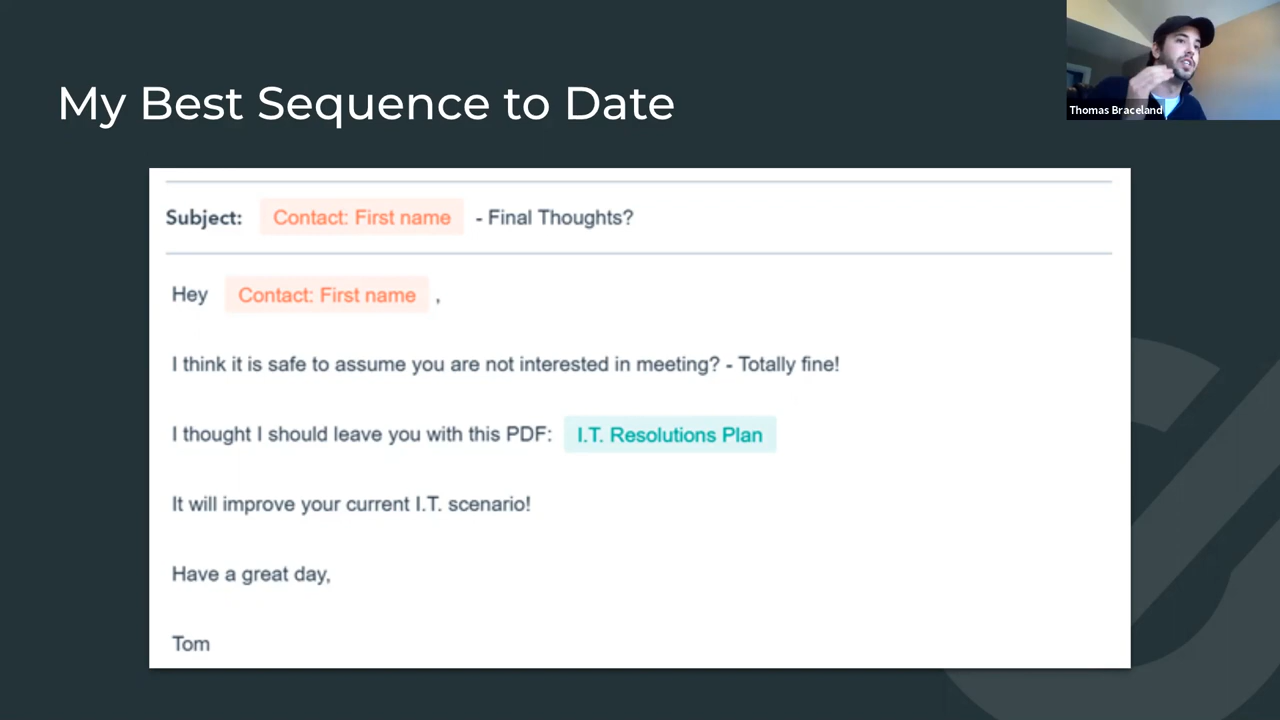 My Best Sequence to Date
Thomas Braceland
Subject: Contact: First name - Final Thoughts?
Hey Contact: First name ,
I think it is safe to assume you are not interested in meeting? - Totally fine!
I thought I should leave you with this PDF: I.T. Resolutions Plan
It will improve your current I.T. scenario!
Have a great day,
Tom